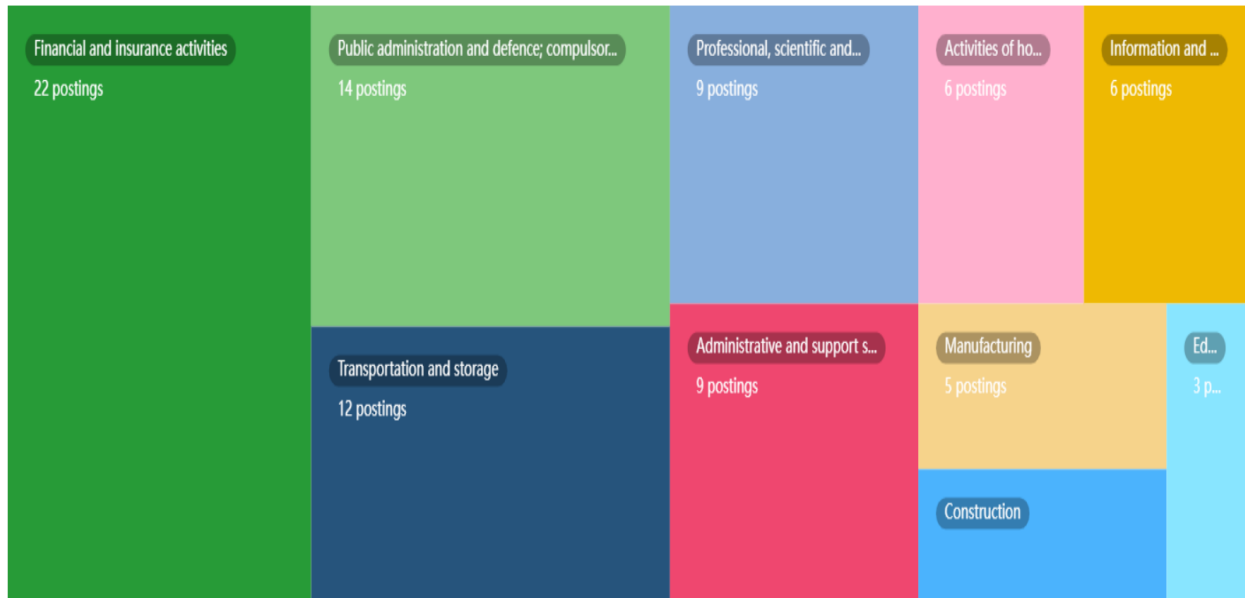 Financial and insurance activities
22 postings
Public administration and defence; compulsor...
14 postings
Transportation and storage
12 postings
Professional, scientific and...
9 postings
Administrative and support s...
9 postings
Activities of ho...
6 postings
Information and ...
6 postings
Manufacturing
5 postings
Construction
Ed...
3 p...